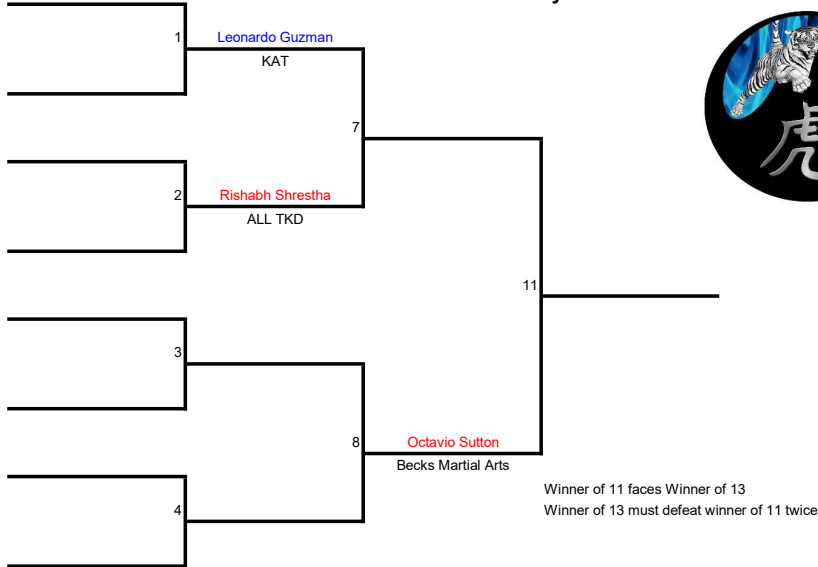 1
Leonardo Guzman
KAT
7
2
Rishabh Shrestha
ALL TKD
11
3
8
Octavio Sutton
Becks Martial Arts
Winner of 11 faces Winner of 13
4
Winner of 13 must defeat winner of 11 twice
虎